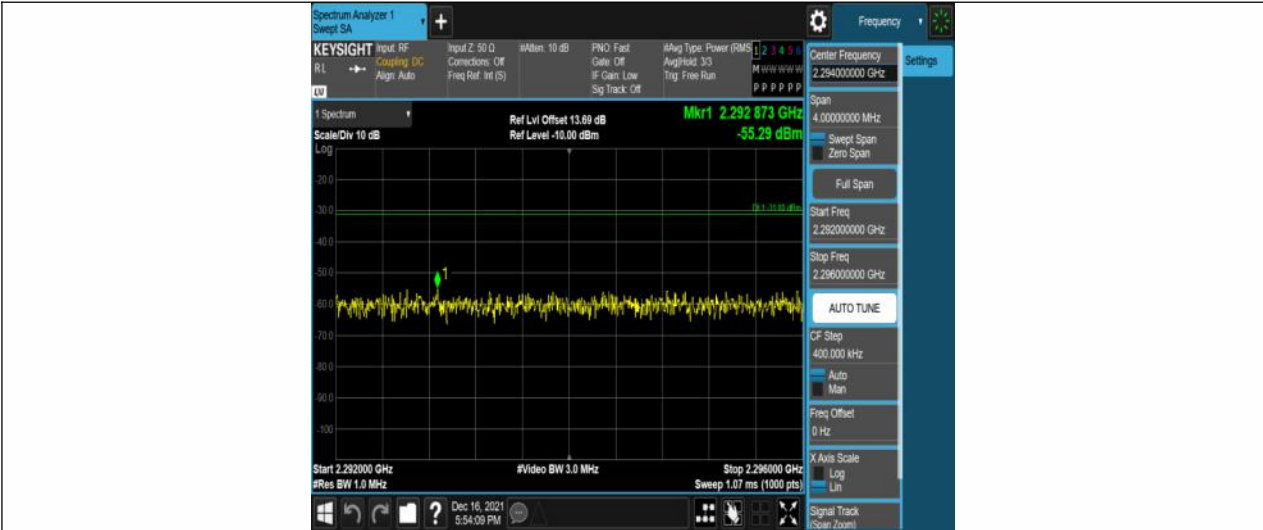 Spectrum Analyzer 1
Swept SA
+
Frequency
KEYSIGHT
RL
LV
Input: RF
Coupling: DC
Align: Auto
Input Z: 50 Ω
Corrections: Off
Freq Ref: Int (S)
#Atten: 10 dB
PNO: Fast
Gate: Off
IF Gain: Low
Sig Track: Off
#Avg Type: Power (RMS
Avg|Hold: 3/3
Trig: Free Run
1 2 3 4 5 6
M W W W W W
P P P P P P
1 Spectrum
Scale/Div 10 dB
Log
Ref Lvl Offset 13.69 dB
Ref Level -10.00 dBm
Mkr1 2.292 873 GHz
-55.29 dBm
-20.0
-30.0
-40.0
-50.0
-60.0
-70.0
-80.0
-90.0
-100
1
Start 2.292000 GHz
#Res BW 1.0 MHz
#Video BW 3.0 MHz
Stop 2.296000 GHz
Sweep 1.07 ms (1000 pts)
?
Dec 16, 2021
5:54:09 PM
Center Frequency
2.294000000 GHz
Settings
Span
4.00000000 MHz
Swept Span
Zero Span
Full Span
Start Freq
2.292000000 GHz
Stop Freq
2.296000000 GHz
AUTO TUNE
CF Step
400.000 kHz
Auto
Man
Freq Offset
0 Hz
X Axis Scale
Log
Lin
Signal Track
(Span Zoom)